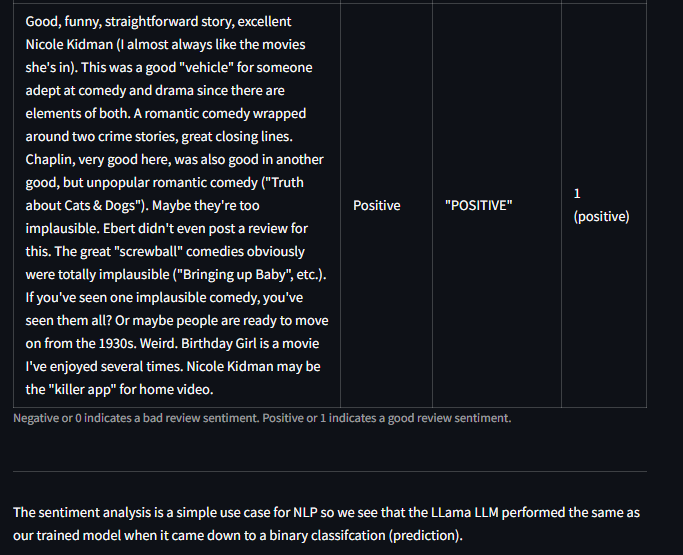 Good, funny, straightforward story, excellent
Nicole Kidman (I almost always like the movies
she's in). This was a good "vehicle" for someone
adept at comedy and drama since there are
elements of both. A romantic comedy wrapped
around two crime stories, great closing lines.
Chaplin, very good here, was also good in another
good, but unpopular romantic comedy ("Truth
about Cats & Dogs"). Maybe they're too
implausible. Ebert didn't even post a review for
this. The great "screwball" comedies obviously
were totally implausible ("Bringing up Baby", etc.).
If you've seen one implausible comedy, you've
seen them all? Or maybe people are ready to move
on from the 1930s. Weird. Birthday Girl is a movie
I've enjoyed several times. Nicole Kidman may be
the "killer app" for home video.
Positive
"POSITIVE"
1
(positive)
Negative or 0 indicates a bad review sentiment. Positive or 1 indicates a good review sentiment.
The sentiment analysis is a simple use case for NLP so we see that the LLama LLM performed the same as
our trained model when it came down to a binary classifcation (prediction).